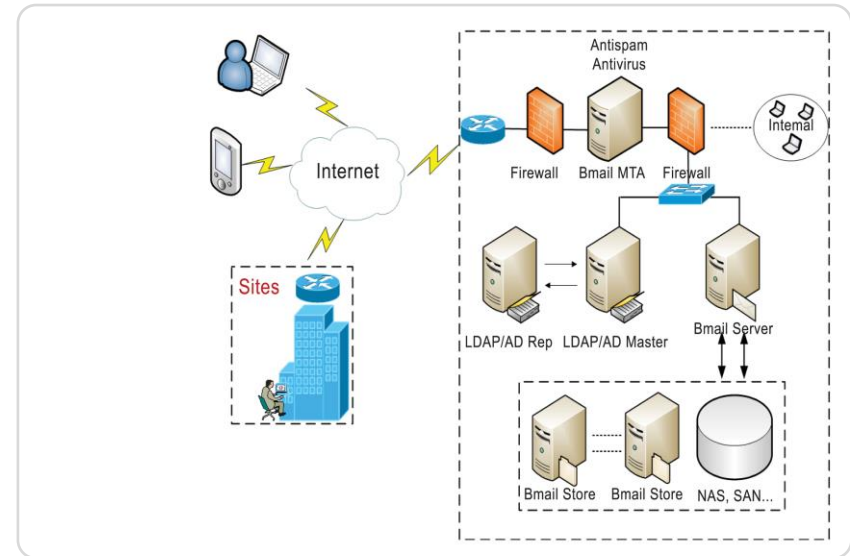 Antispam
Antivirus
Internal
Internet
Firewall
Bmail MTA
Firewall
Sites
LDAP/AD Rep
LDAP/AD Master
Bmail Server
Bmail Store
Bmail Store
NAS, SAN...